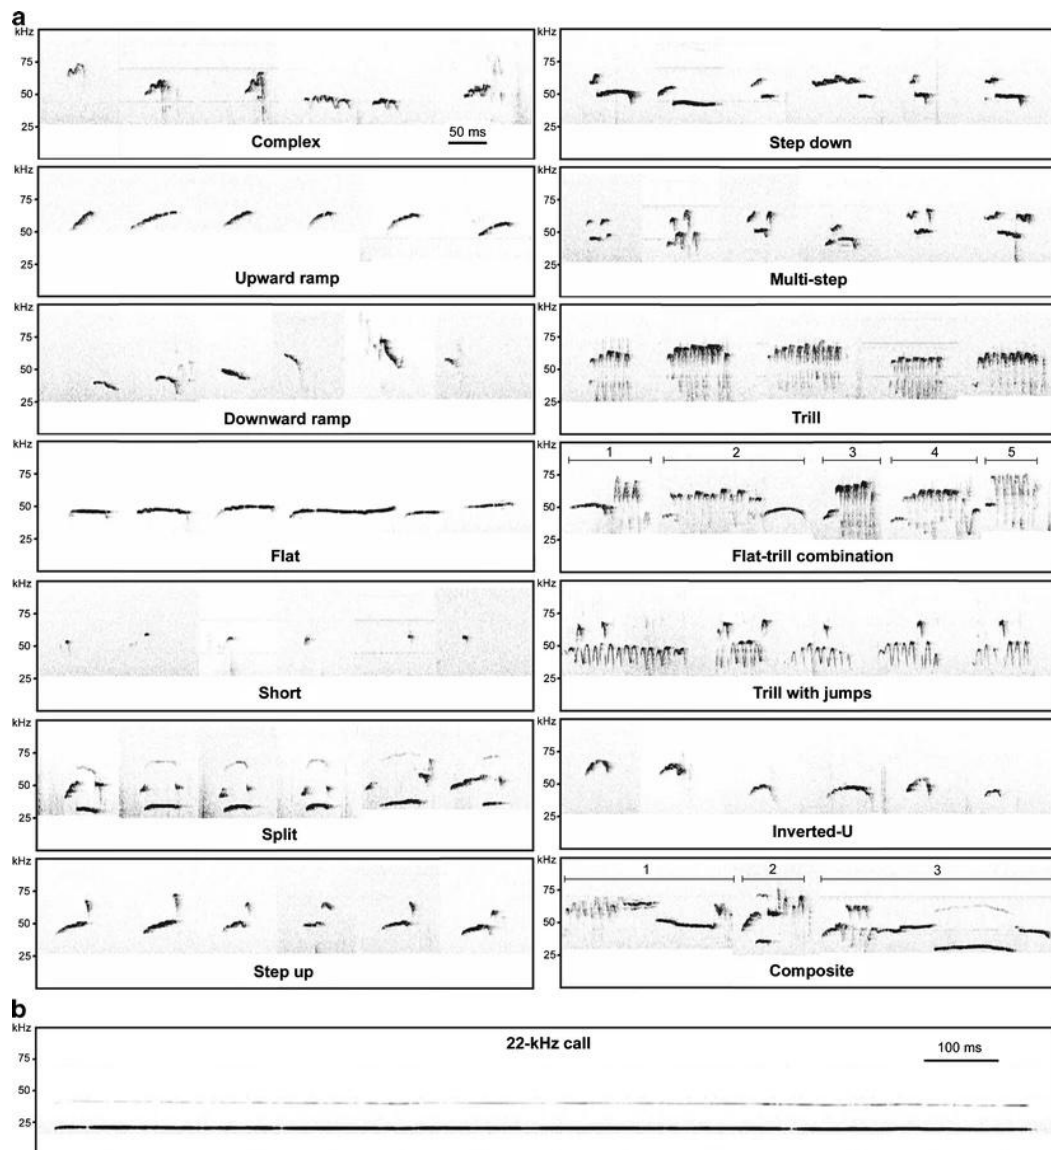 a
kHz
75
50
25
Complex
50 ms
kHz
75
50
25
Step down
kHz
75
50
25
Upward ramp
kHz
75
50
25
Multi-step
kHz
75
50
25
Downward ramp
kHz
75
50
25
Trill
kHz
75
50
25
Flat
kHz
1 2 3 4 5
75
50
25
Flat-trill combination
kHz
75
50
25
Short
kHz
75
50
25
Trill with jumps
kHz
75
50
25
Split
kHz
75
50
25
Inverted-U
kHz
75
50
25
Step up
kHz
1 2 3
75
50
25
Composite
b
kHz
22-kHz call
100 ms
75
50
25